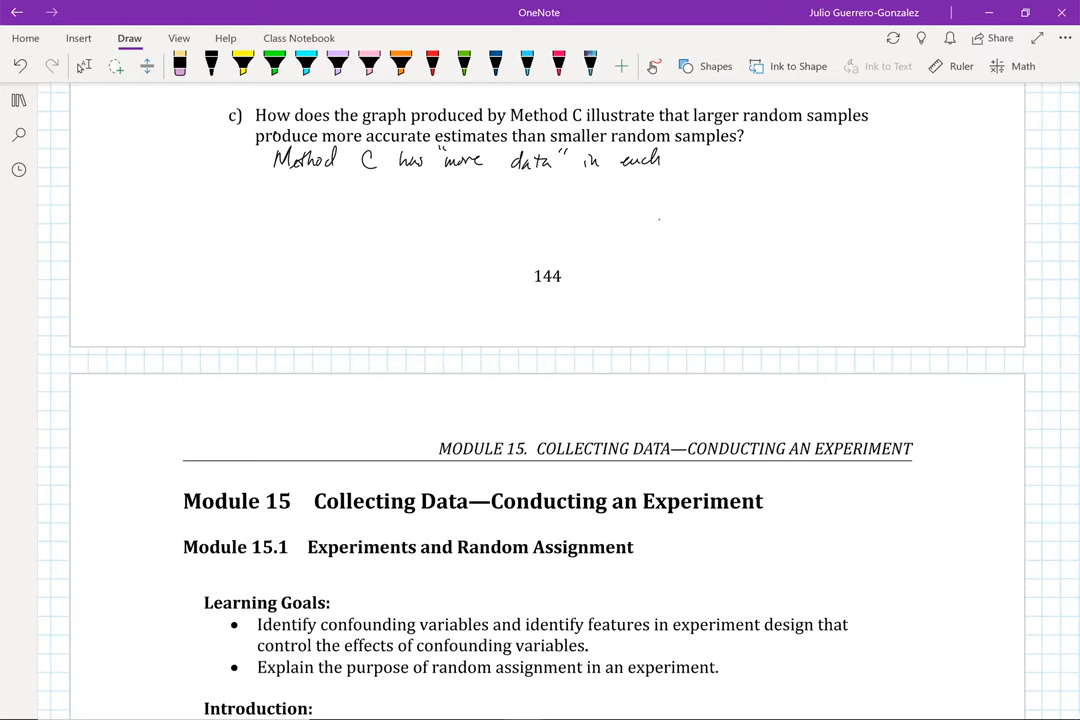 OneNote
Julio Guerrero-Gonzalez
Home Insert Draw View Help Class Notebook
Share
Shapes Ink to Shape Ink to Text Ruler Math
c) How does the graph produced by Method C illustrate that larger random samples
produce more accurate estimates than smaller random samples?
Method C has "more data" in each
144
MODULE 15. COLLECTING DATA—CONDUCTING AN EXPERIMENT
Module 15 Collecting Data—Conducting an Experiment
Module 15.1 Experiments and Random Assignment
Learning Goals:
• Identify confounding variables and identify features in experiment design that
control the effects of confounding variables.
• Explain the purpose of random assignment in an experiment.
Introduction: